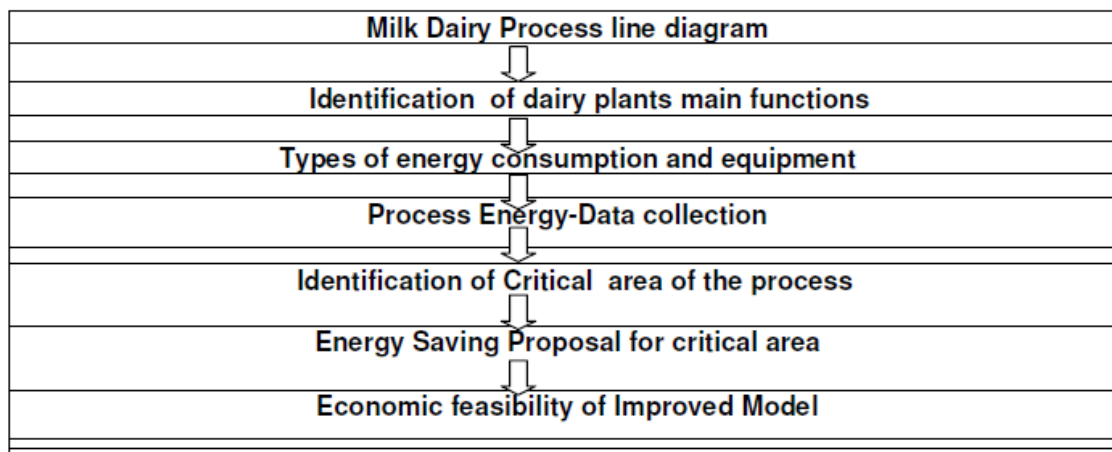 Milk Dairy Process line diagram
Identification of dairy plants main functions
Types of energy consumption and equipment
Process Energy-Data collection
Identification of Critical area of the process
Energy Saving Proposal for critical area
Economic feasibility of Improved Model